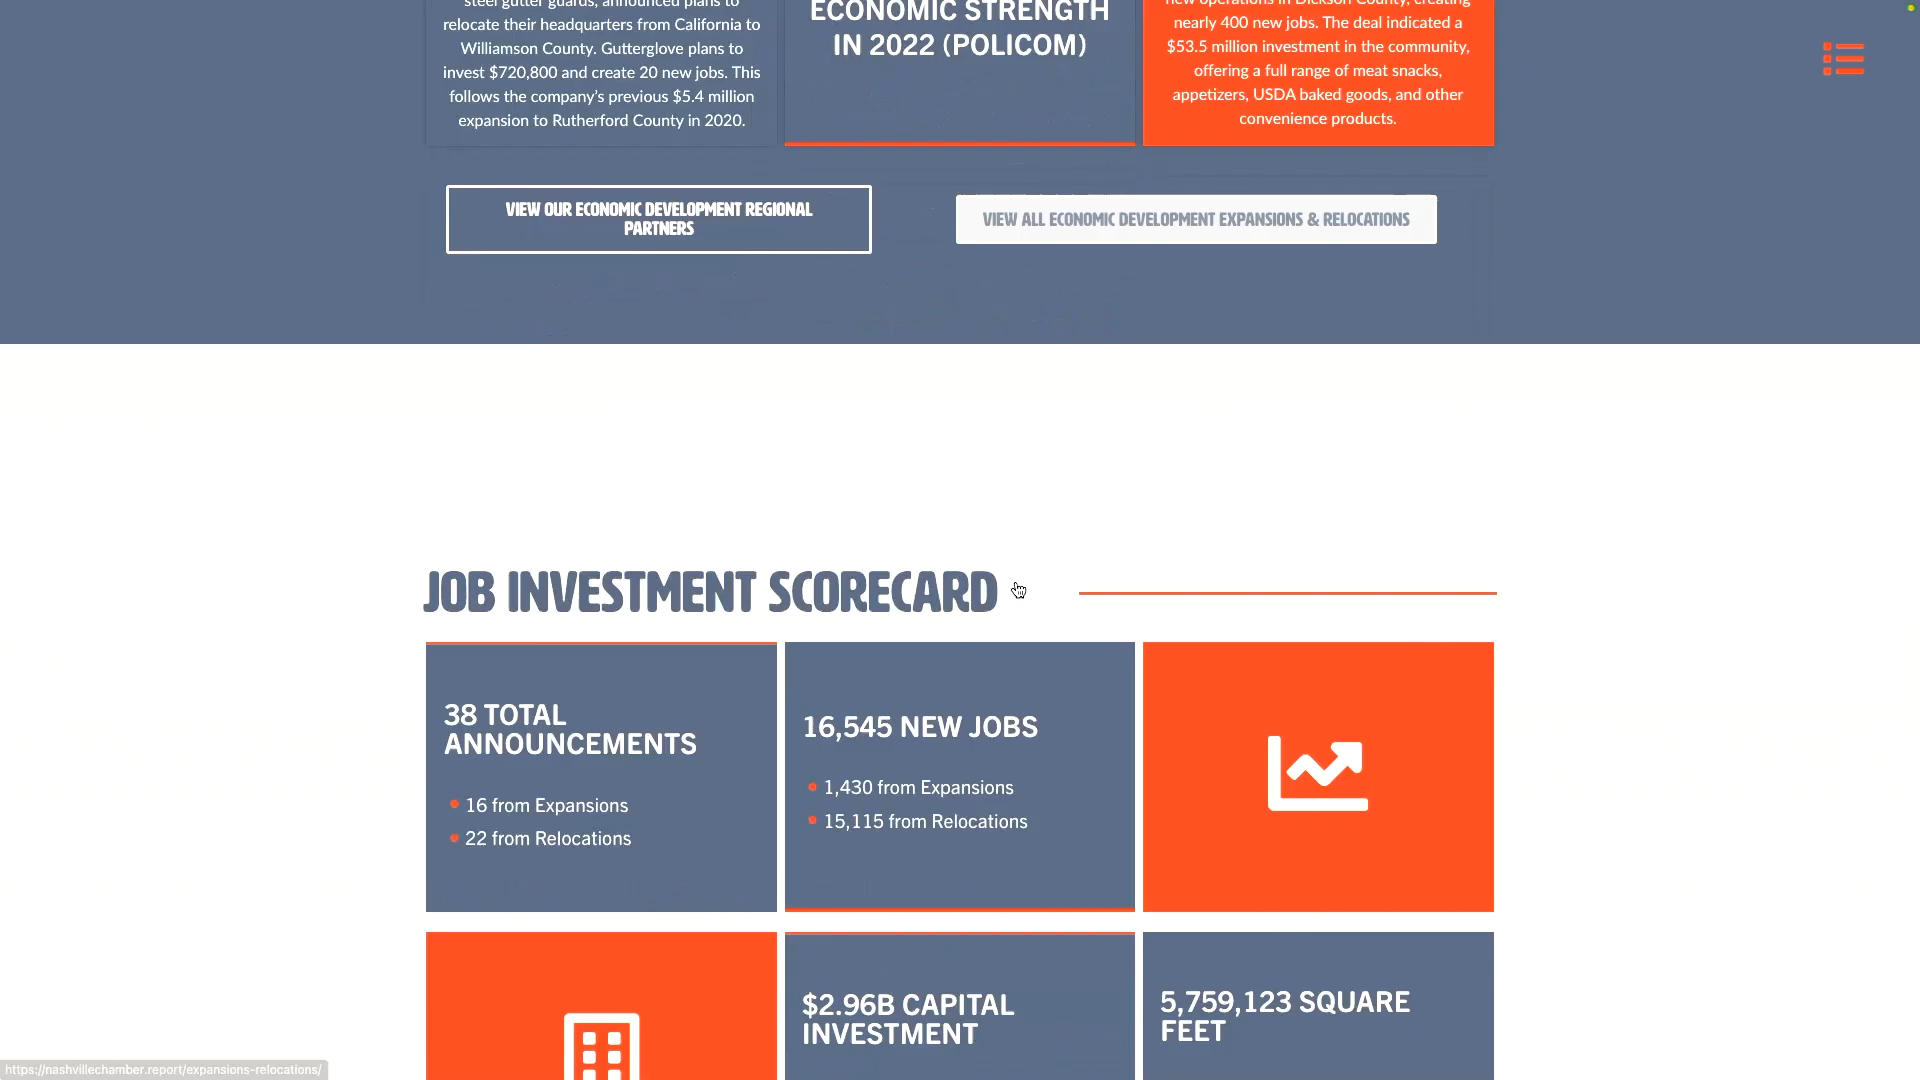 steel gutter guards, announced plans to
relocate their headquarters from California to
Williamson County. Gutterglove plans to
invest $720,800 and create 20 new jobs. This
follows the company's previous $5.4 million
expansion to Rutherford County in 2020.
ECONOMIC STRENGTH
IN 2022 (POLICOM)
new operations in Dickson County, creating
nearly 400 new jobs. The deal indicated a
$53.5 million investment in the community,
offering a full range of meat snacks,
appetizers, USDA baked goods, and other
convenience products.
VIEW OUR ECONOMIC DEVELOPMENT REGIONAL
PARTNERS
VIEW ALL ECONOMIC DEVELOPMENT EXPANSIONS & RELOCATIONS
JOB INVESTMENT SCORECARD
38 TOTAL
ANNOUNCEMENTS
16 from Expansions
22 from Relocations
16,545 NEW JOBS
1,430 from Expansions
15,115 from Relocations
$2.96B CAPITAL
INVESTMENT
5,759,123 SQUARE
FEET
https://nashvillechamber.report/expansions-relocations/